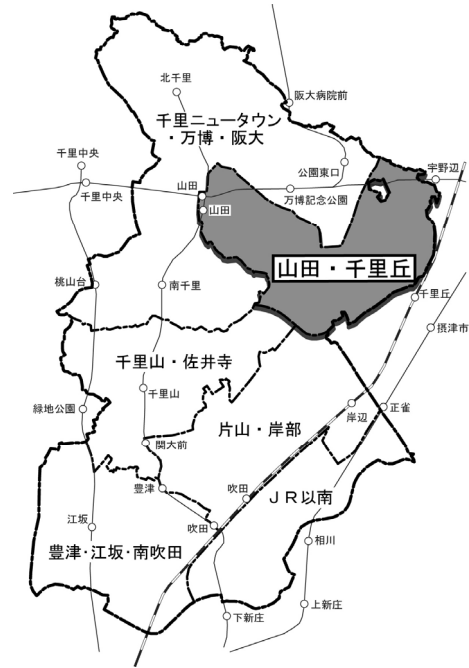 北千里
阪大病院前
千里ニュータウン
・万博・阪大
千里中央
公園東口
宇野辺
千里中央
山田
万博記念公園
山田
山田・千里丘
桃山台
南千里
千里丘
摂津市
千里山・佐井寺
千里山
緑地公園
岸辺
正雀
片山・岸部
関大前
豊津
吹田
JR以南
江坂
吹田
豊津・江坂・南吹田
相川
下新庄
上新庄